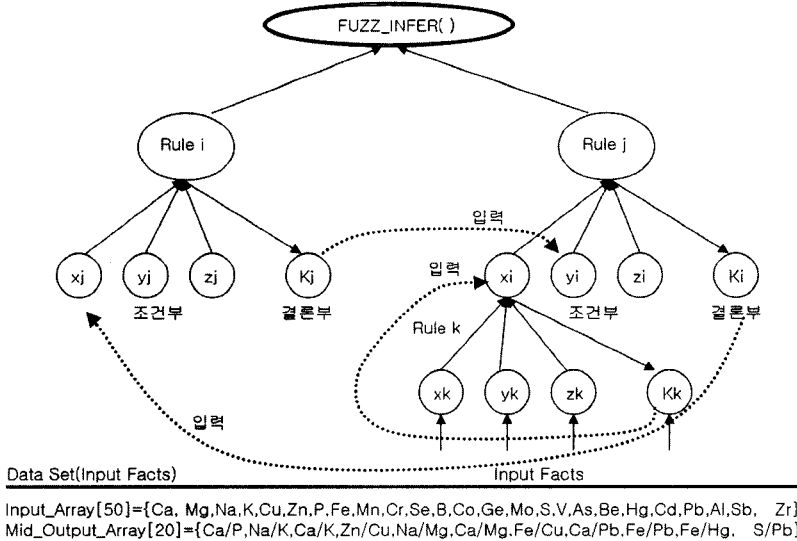 FUZZ_INFER( )
Rule i
Rule j
입력
xj
yj
zj
Kj
입력
xi
yi
zi
Ki
조건부
결론부
조건부
결론부
Rule k
xk
yk
zk
Kk
입력
Data Set(Input Facts)
Input Facts
Input_Array[50]={Ca, Mg,Na,K,Cu,Zn,P,Fe,Mn,Cr,Se,B,Co,Ge,Mo,S.V,As,Be,Hg,Cd,Pb,Al,Sb, Zr}
Mid_Output_Array[20]={Ca/P,Na/K,Ca/K,Zn/Cu,Na/Mg,Ca/Mg.Fe/Cu,Ca/Pb,Fe/Pb,Fe/Hg, S/Pb}